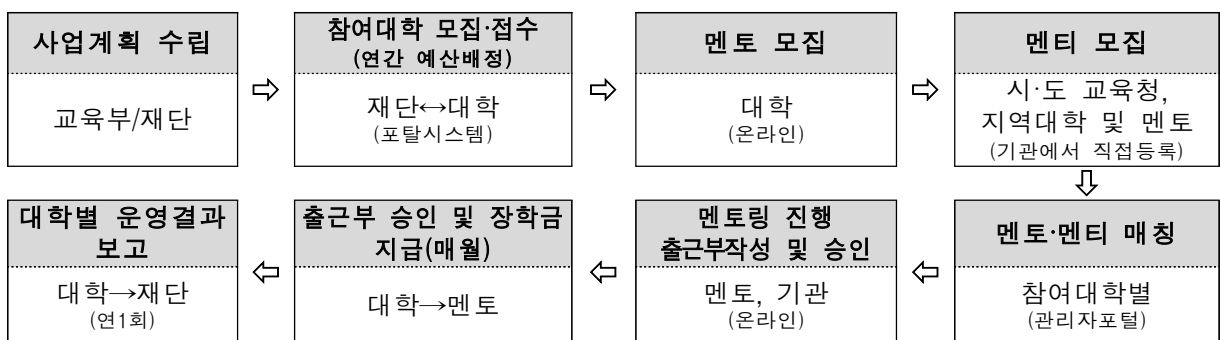 사업계획 수립
교육부/재단
⇨
참여대학 모집·접수
(연간 예산배정)
재단↔대학
(포탈시스템)
⇨
멘토 모집
대학
(온라인)
⇨
멘티 모집
시·도 교육청,
지역대학 및 멘토
(기관에서 직접등록)
⇩
멘토·멘티 매칭
참여대학별
(관리자포털)
⇦
멘토링 진행
출근부작성 및 승인
멘토, 기관
(온라인)
⇦
출근부 승인 및 장학금
지급(매월)
대학→멘토
⇦
대학별 운영결과
보고
대학→재단
(연1회)